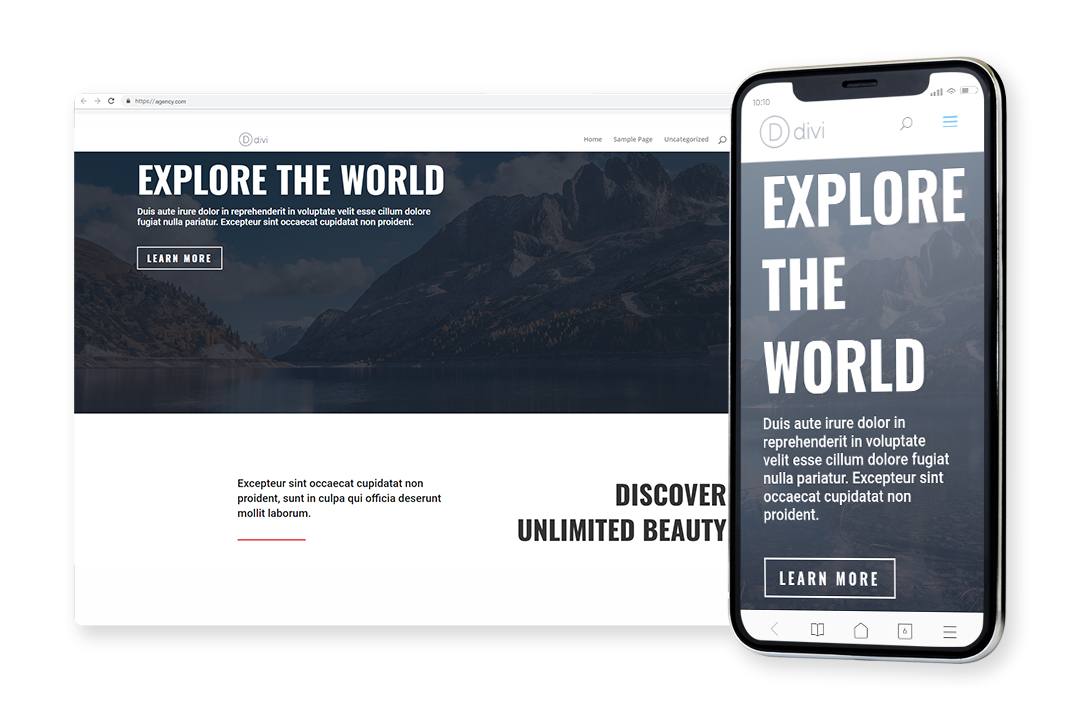 https://agency.com
D divi
Home Sample Page Uncategorized
EXPLORE THE WORLD
Duis aute irure dolor in reprehenderit in voluptate velit esse cillum dolore
fugiat nulla pariatur. Excepteur sint occaecat cupidatat non proident.
LEARN MORE
Excepteur sint occaecat cupidatat non
proident, sunt in culpa qui officia deserunt
mollit laborum.
DISCOVER
UNLIMITED BEAUTY
10:10
D divi
EXPLORE
THE
WORLD
Duis aute irure dolor in
reprehenderit in voluptate
velit esse cillum dolore fugiat
nulla pariatur. Excepteur sint
occaecat cupidatat non
proident.
LEARN MORE
6